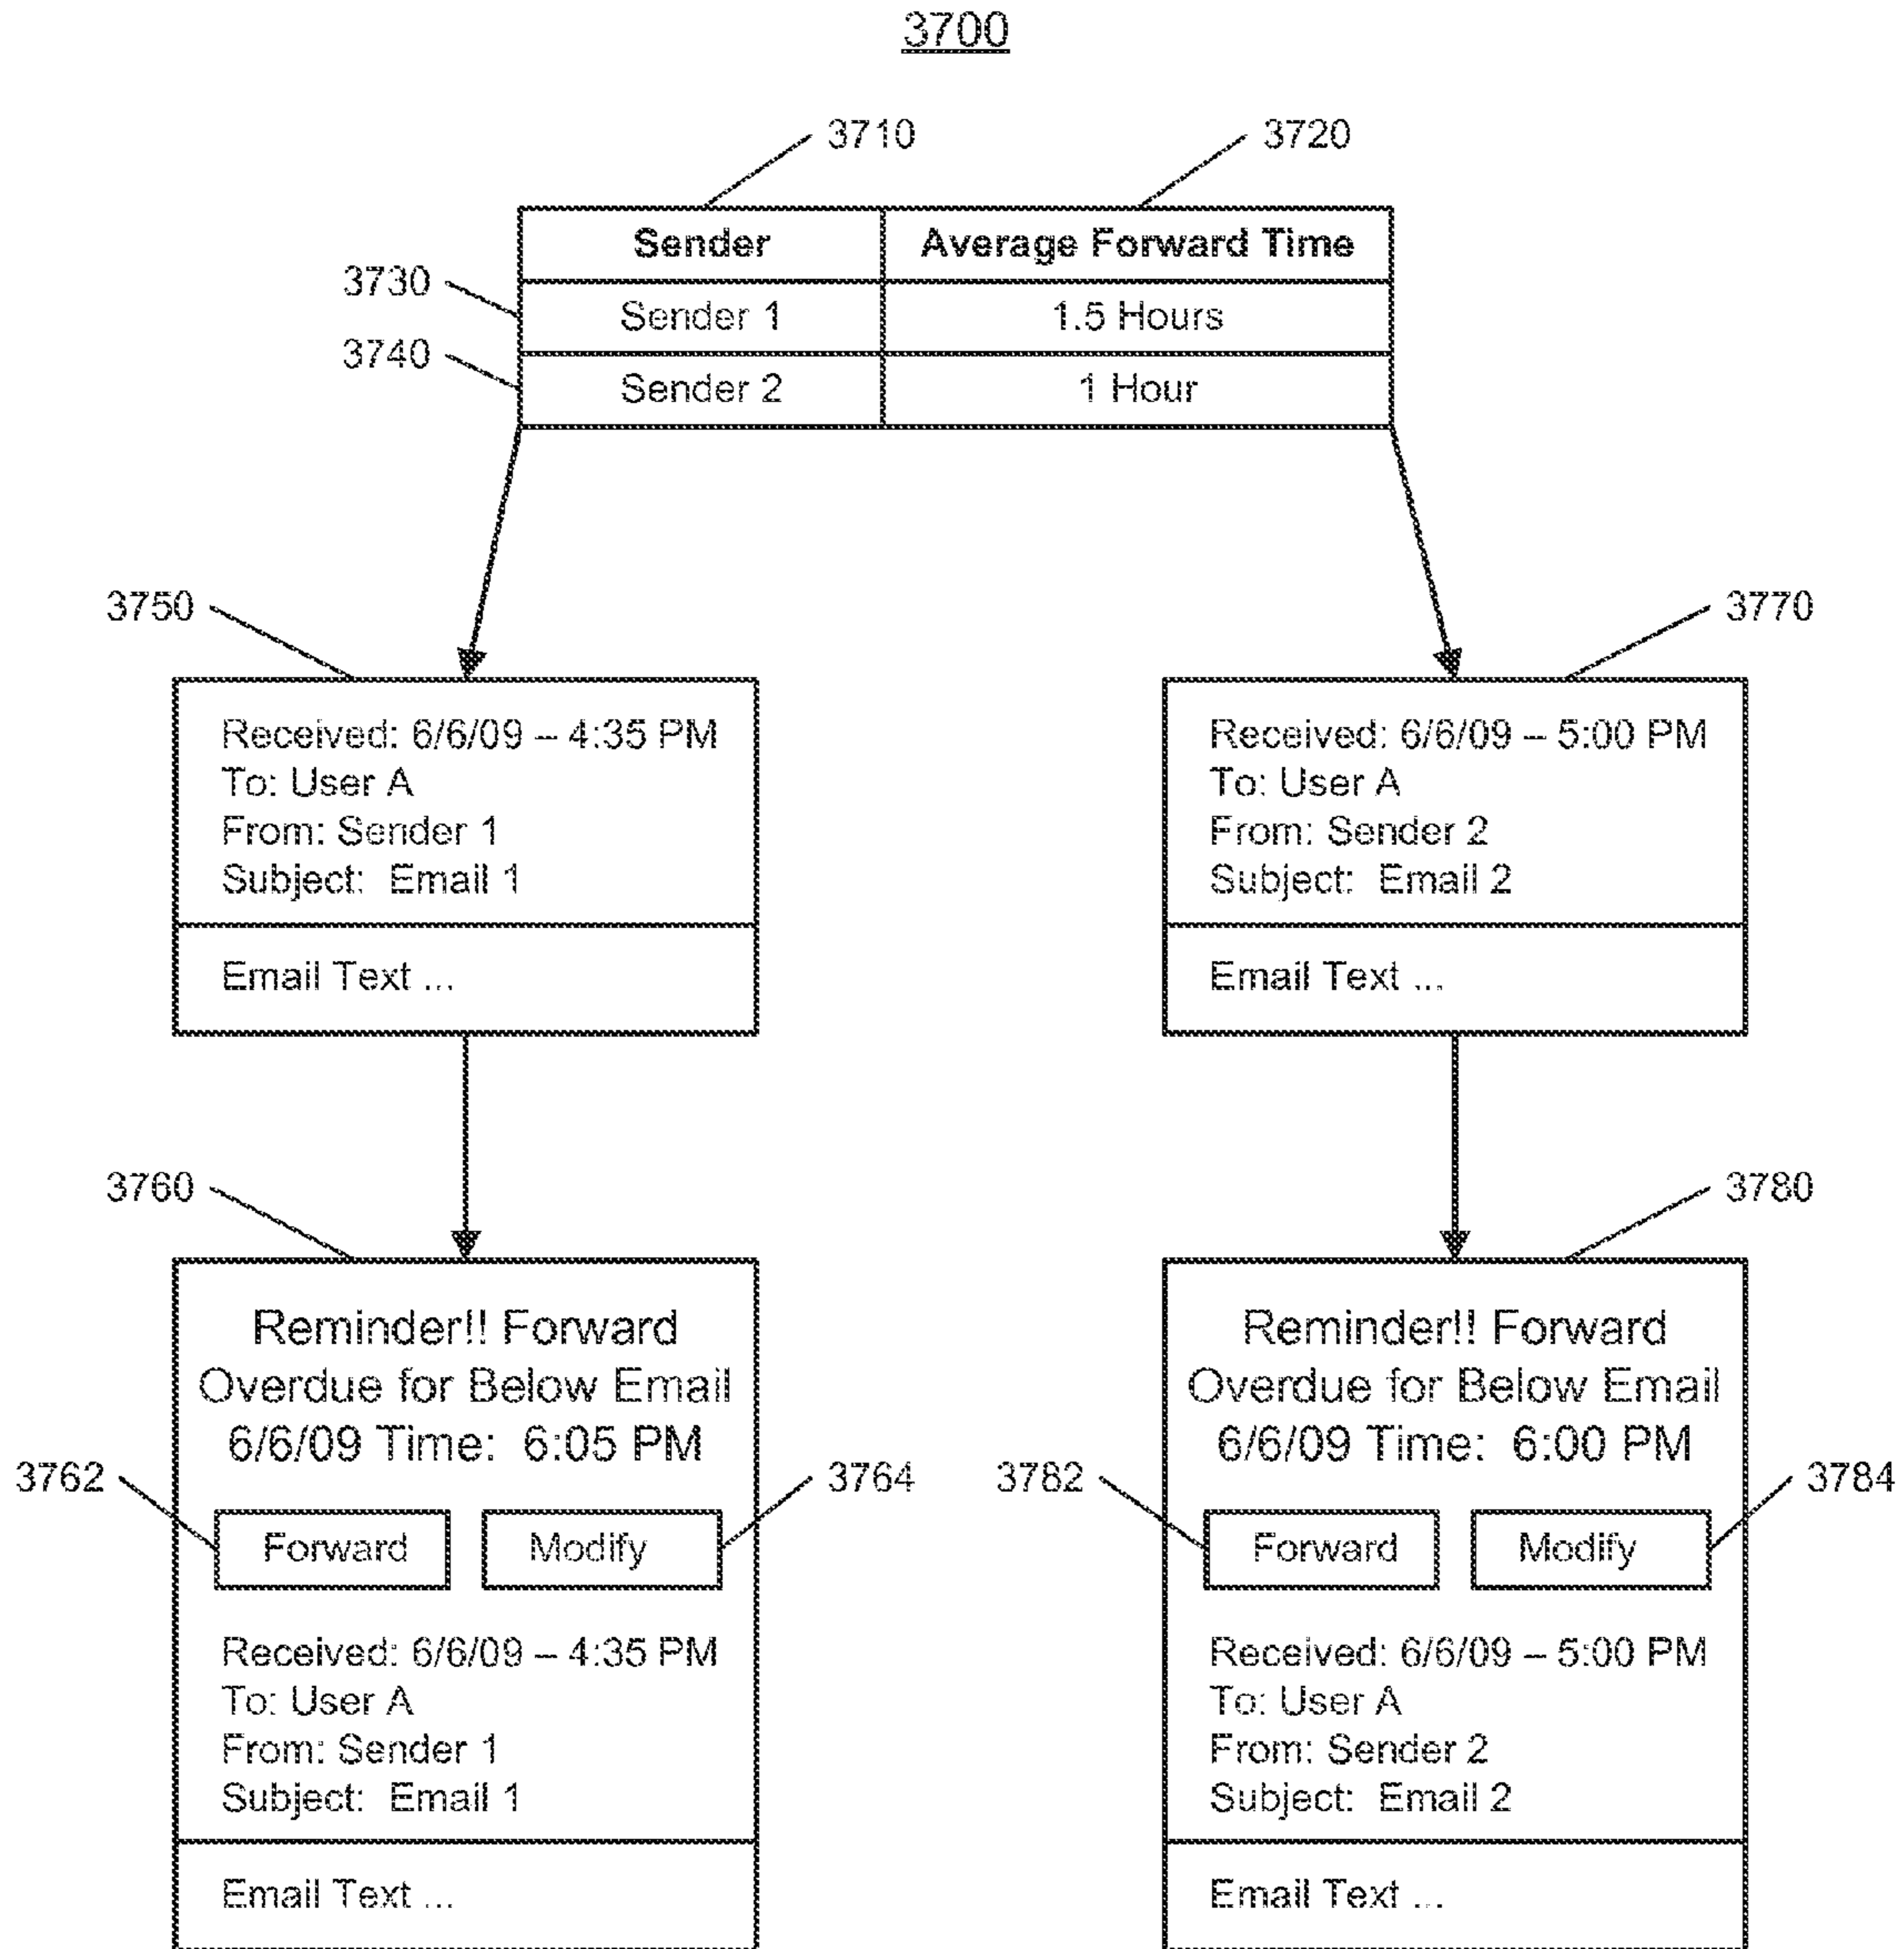 3700
3710
3720
Sender
Average Forward Time
3730
Sender 1
1.5 Hours
3740
Sender 2
1 Hour
3750
Received: 6/6/09 – 4:35 PM
To: User A
From: Sender 1
Subject: Email 1
Email Text ...
3770
Received: 6/6/09 – 5:00 PM
To: User A
From: Sender 2
Subject: Email 2
Email Text ...
3760
Reminder!! Forward
Overdue for Below Email
6/6/09 Time: 6:05 PM
3762
Forward
Modify
3764
Received: 6/6/09 – 4:35 PM
To: User A
From: Sender 1
Subject: Email 1
Email Text ...
3780
Reminder!! Forward
Overdue for Below Email
6/6/09 Time: 6:00 PM
3782
Forward
Modify
3784
Received: 6/6/09 – 5:00 PM
To: User A
From: Sender 2
Subject: Email 2
Email Text ...